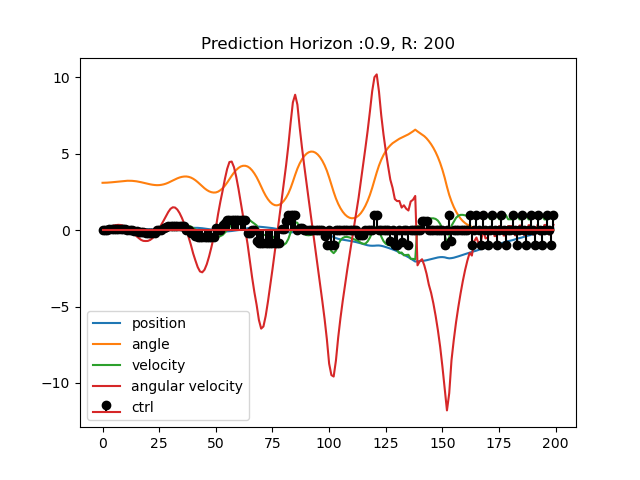 Prediction Horizon :0.9, R: 200
10
5
0
−5
−10
position
angle
velocity
angular velocity
ctrl
0 25 50 75 100 125 150 175 200